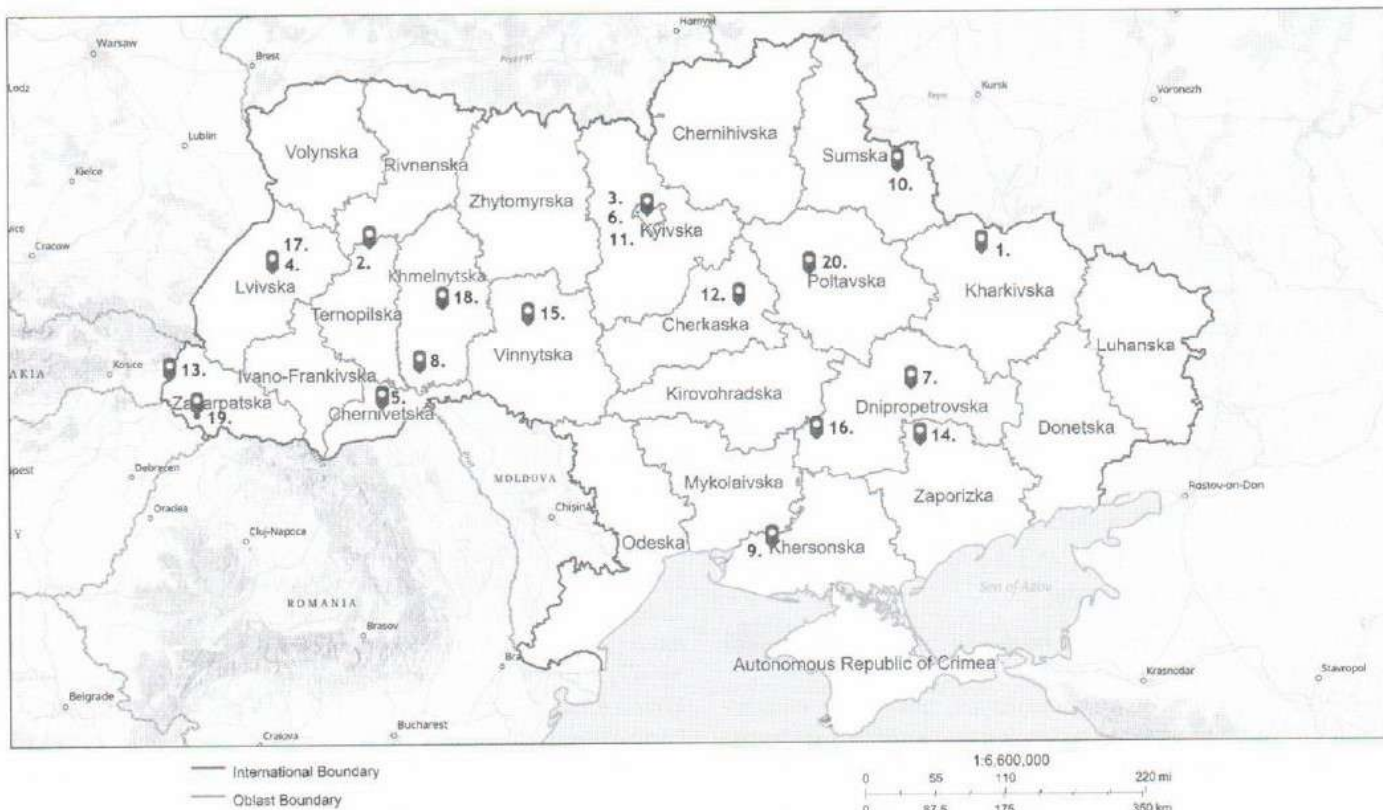 Homyel
Warsaw
Brest
Lodz
Kursk
Voronezh
Chernihivska
Lublin
Volynska
Rivnenska
Sumska
Kielce
10.
Zhytomyrska
3.
6.
Kyivska
11.
Cracow
17.
4.
2.
1.
Khmelnytska
20.
Lvivska
Poltavska
Kharkivska
18.
12.
Ternopilska
15.
Cherkaska
Vinnytska
Luhanska
Kosice
13.
8.
AKIA
Ivano-Frankivska
7.
Kirovohradska
Zakarpatska
5.
Dnipropetrovska
Chernivetska
19.
16.
14.
Donetska
Debrecen
MOLDOVA
Mykolaivska
Zaporizka
Rostov-on-Don
Oradea
Chișină
Cluj-Napoca
Odeska
9.
Khersonska
Sea of Azov
ROMANIA
Brasov
Autonomous Republic of Crimea
Bra
Krasnodar
Stavropol
Belgrade
Bucharest
Craiova
International Boundary
Oblast Boundary
1:6,600,000
0 55 110 220 mi
0 87.5 175 350 km